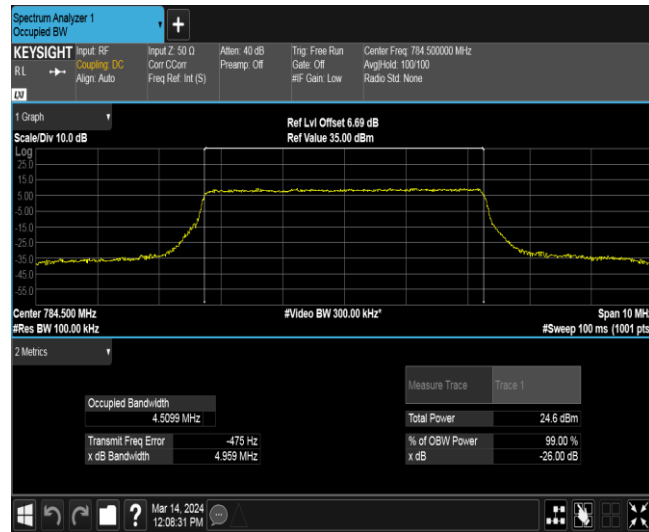 Spectrum Analyzer 1
Occupied BW
+
KEYSIGHT
R L
LXI
Input: RF
Coupling: DC
Align: Auto
Input Z: 50 Ω
Corr CCorr
Freq Ref: Int (S)
Atten: 40 dB
Preamp: Off
Trig: Free Run
Gate: Off
#IF Gain: Low
Center Freq: 784.500000 MHz
Avg|Hold: 100/100
Radio Std: None
1 Graph
Scale/Div 10.0 dB
Ref Lvl Offset 6.69 dB
Ref Value 35.00 dBm
Log
25.0
15.0
5.00
-5.00
-15.0
-25.0
-35.0
-45.0
-55.0
Center 784.500 MHz
#Res BW 100.00 kHz
#Video BW 300.00 kHz*
Span 10 MHz
#Sweep 100 ms (1001 pts
2 Metrics
Measure Trace Trace 1
Occupied Bandwidth
4.5099 MHz
Total Power 24.6 dBm
Transmit Freq Error -475 Hz
% of OBW Power 99.00 %
x dB Bandwidth 4.959 MHz
x dB -26.00 dB
?
Mar 14, 2024
12:08:31 PM